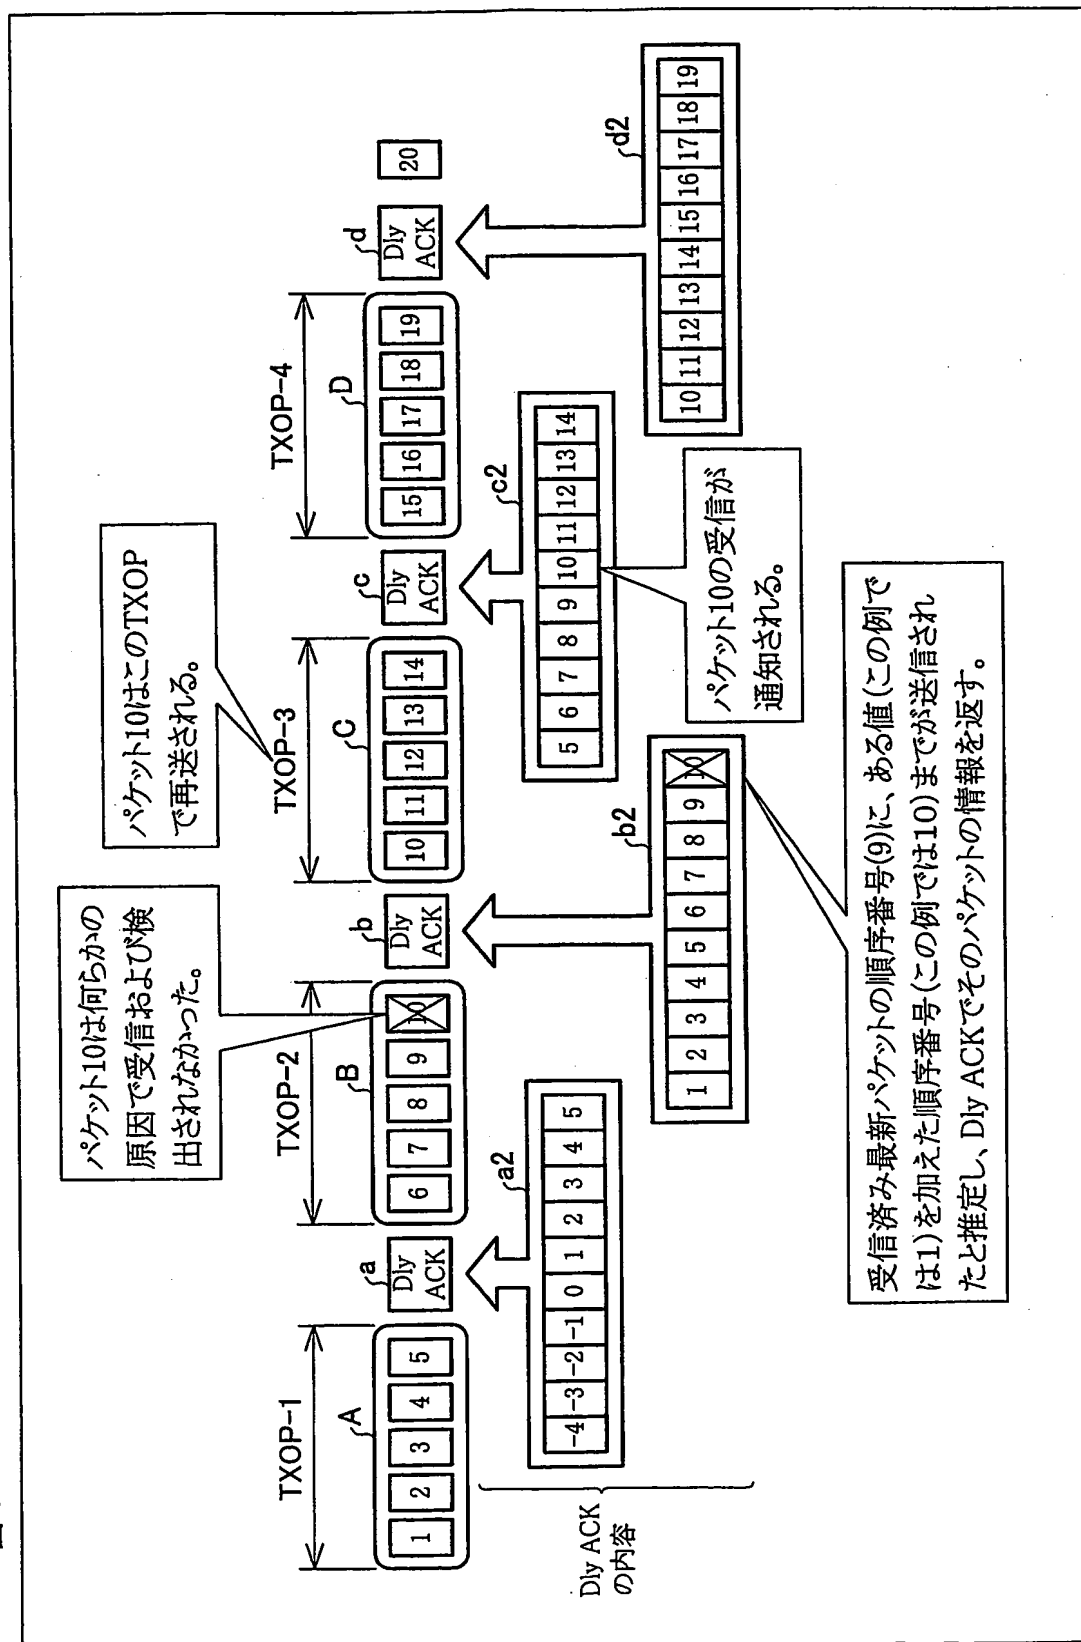 パケット10は何らかの
原因で受信および検
出されなかった。
パケット10はこのTXOP
で再送される。
TXOP-1
TXOP-2
TXOP-3
TXOP-4
A
1 2 3 4 5
a
Dly
ACK
B
6 7 8 9 10
b
Dly
ACK
C
10 11 12 13 14
c
Dly
ACK
D
15 16 17 18 19
d
Dly
ACK
20
Dly ACK
の内容
a2
-4 -3 -2 -1 0 1 2 3 4 5
b2
1 2 3 4 5 6 7 8 9 10
c2
5 6 7 8 9 10 11 12 13 14
d2
10 11 12 13 14 15 16 17 18 19
パケット10の受信が
通知される。
受信済み最新パケットの順序番号(9)に、ある値(この例で
は1)を加えた順序番号(この例では10)までが送信され
たと推定し、Dly ACKでそのパケットの情報を返す。